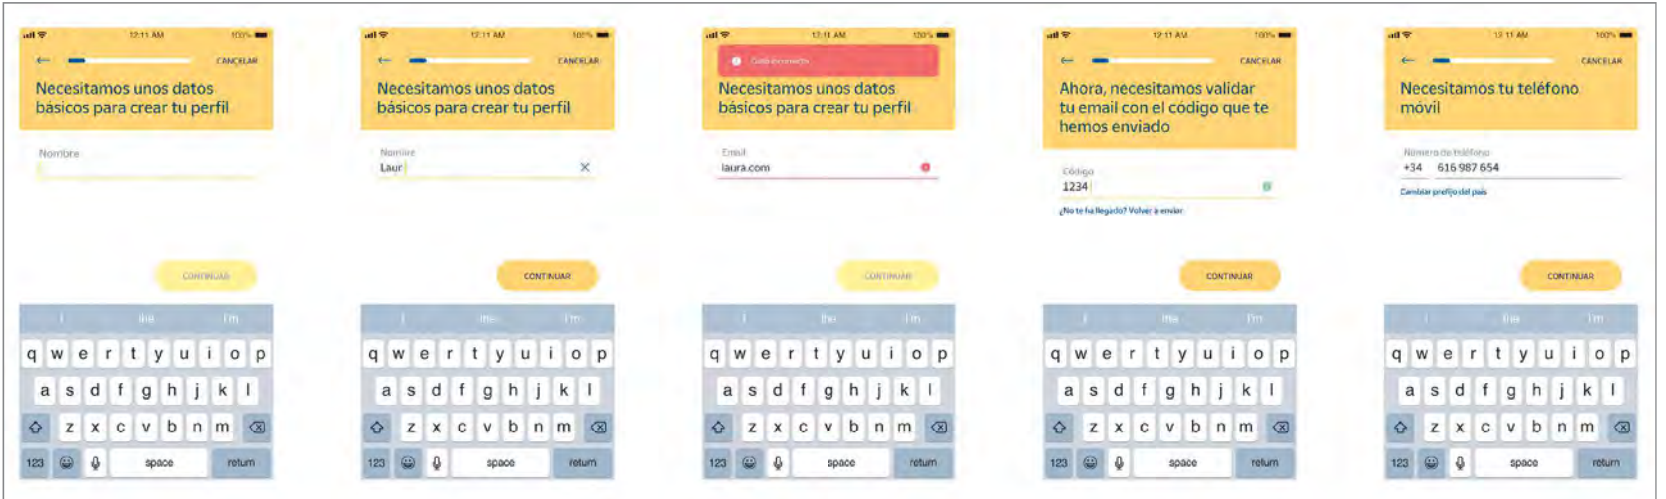 12:11 AM 100%
CANCELAR
Necesitamos unos datos
básicos para crear tu perfil
Nombre
CONTINUAR
I the I'm
q w e r t y u i o p
a s d f g h j k l
z x c v b n m
123 space return
12:11 AM 100%
CANCELAR
Necesitamos unos datos
básicos para crear tu perfil
Nombre
Laur
CONTINUAR
I the I'm
q w e r t y u i o p
a s d f g h j k l
z x c v b n m
123 space return
12:11 AM 100%
Necesitamos unos datos
básicos para crear tu perfil
Email
laura.com
CONTINUAR
I the I'm
q w e r t y u i o p
a s d f g h j k l
z x c v b n m
123 space return
12:11 AM 100%
CANCELAR
Ahora, necesitamos validar
tu email con el código que te
hemos enviado
Código
1234
¿No te ha llegado? Volver a enviar
CONTINUAR
I the I'm
q w e r t y u i o p
a s d f g h j k l
z x c v b n m
123 space return
12:11 AM 100%
CANCELAR
Necesitamos tu teléfono
móvil
Número de teléfono
+34 616 987 654
Cambiar prefijo del país
CONTINUAR
I the I'm
q w e r t y u i o p
a s d f g h j k l
z x c v b n m
123 space return